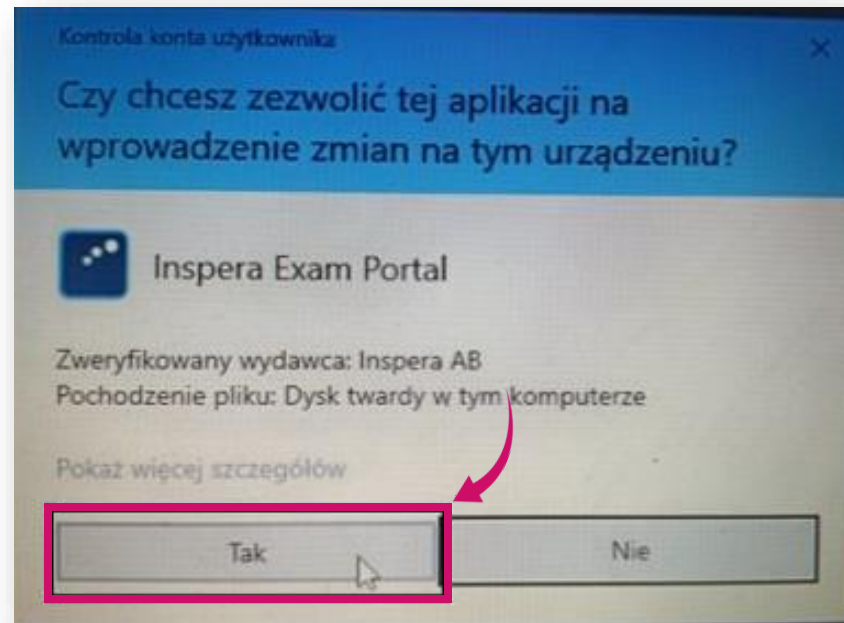 Kontrola konta użytkownika
Czy chcesz zezwolić tej aplikacji na
wprowadzenie zmian na tym urządzeniu?
Inspera Exam Portal
Zweryfikowany wydawca: Inspera AB
Pochodzenie pliku: Dysk twardy w tym komputerze
Pokaż więcej szczegółów
Tak
Nie